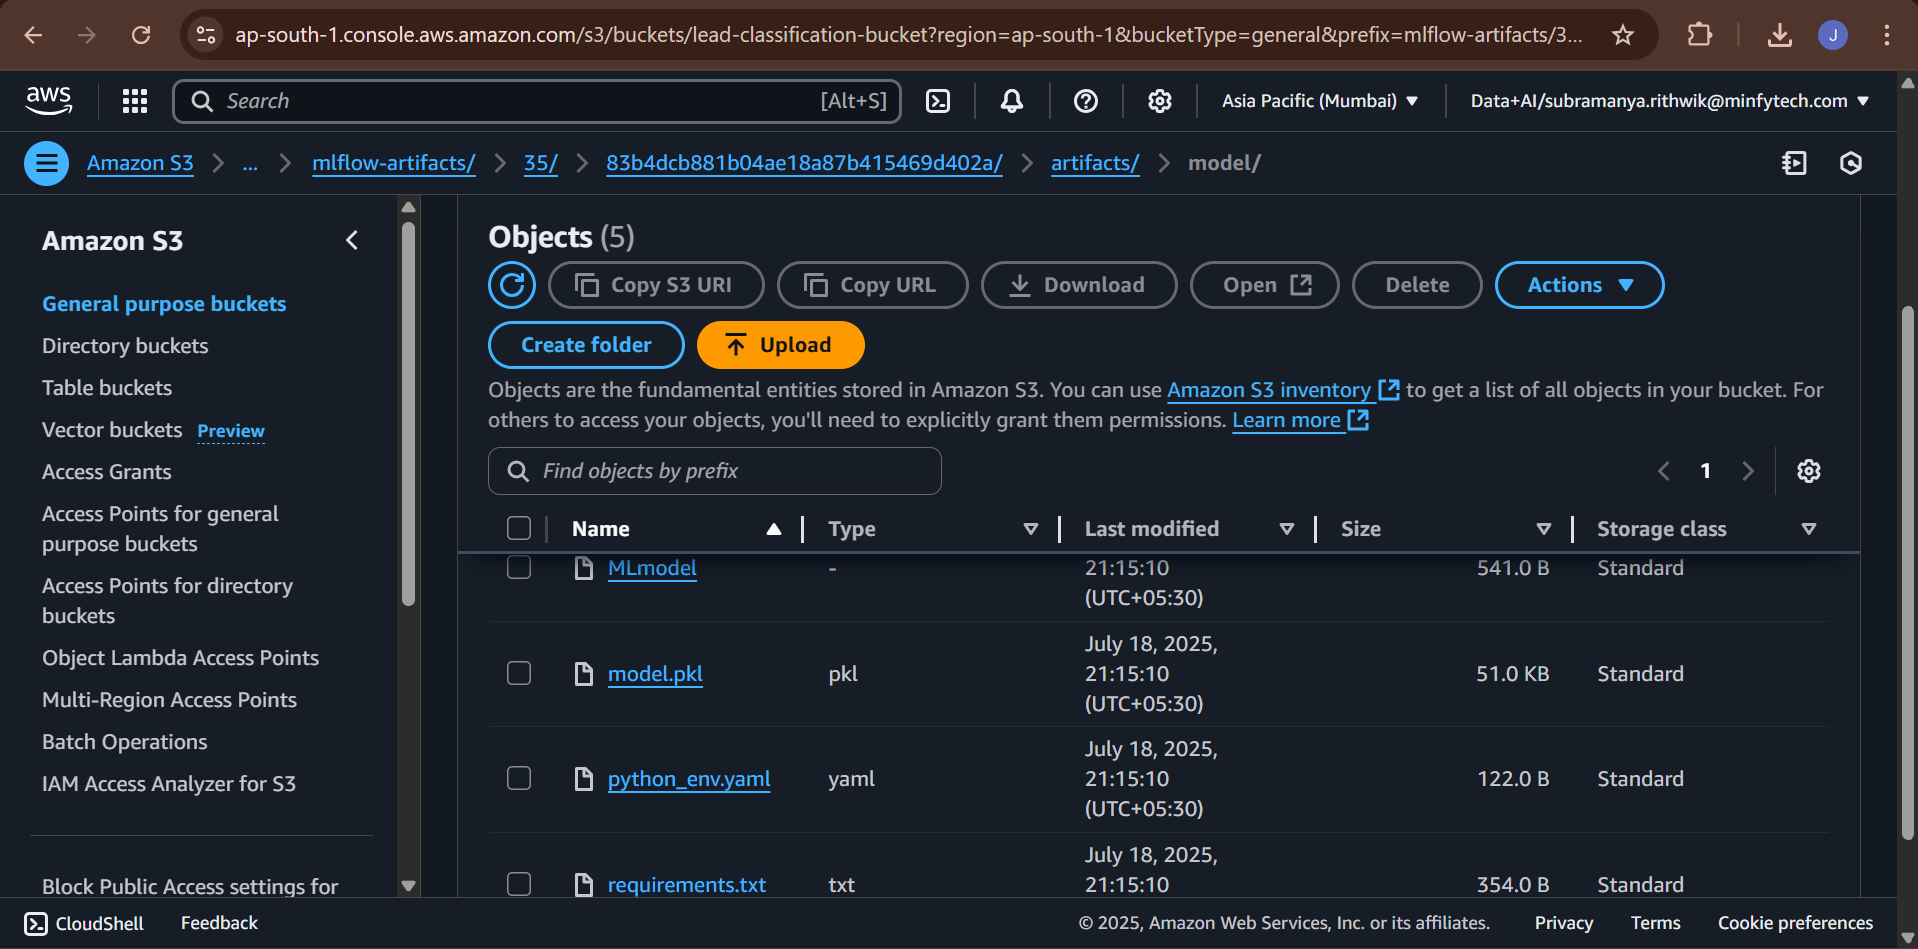 ap-south-1.console.aws.amazon.com/s3/buckets/lead-classification-bucket?region=ap-south-1&bucketType=general&prefix=mlflow-artifacts/3...
J
aws
Search
[Alt+S]
Asia Pacific (Mumbai)
Data+AI/subramanya.rithwik@minfytech.com
Amazon S3
...
mlflow-artifacts/
35/
83b4dcb881b04ae18a87b415469d402a/
artifacts/
model/
Amazon S3
General purpose buckets
Directory buckets
Table buckets
Vector buckets Preview
Access Grants
Access Points for general
purpose buckets
Access Points for directory
buckets
Object Lambda Access Points
Multi-Region Access Points
Batch Operations
IAM Access Analyzer for S3
Block Public Access settings for
Objects (5)
Copy S3 URI
Copy URL
Download
Open
Delete
Actions
Create folder
Upload
Objects are the fundamental entities stored in Amazon S3. You can use Amazon S3 inventory to get a list of all objects in your bucket. For
others to access your objects, you'll need to explicitly grant them permissions. Learn more
Find objects by prefix
1
Name
Type
Last modified
Size
Storage class
MLmodel
-
21:15:10
(UTC+05:30)
541.0 B
Standard
model.pkl
pkl
July 18, 2025,
21:15:10
(UTC+05:30)
51.0 KB
Standard
python_env.yaml
yaml
July 18, 2025,
21:15:10
(UTC+05:30)
122.0 B
Standard
requirements.txt
txt
July 18, 2025,
21:15:10
354.0 B
Standard
CloudShell
Feedback
© 2025, Amazon Web Services, Inc. or its affiliates.
Privacy
Terms
Cookie preferences